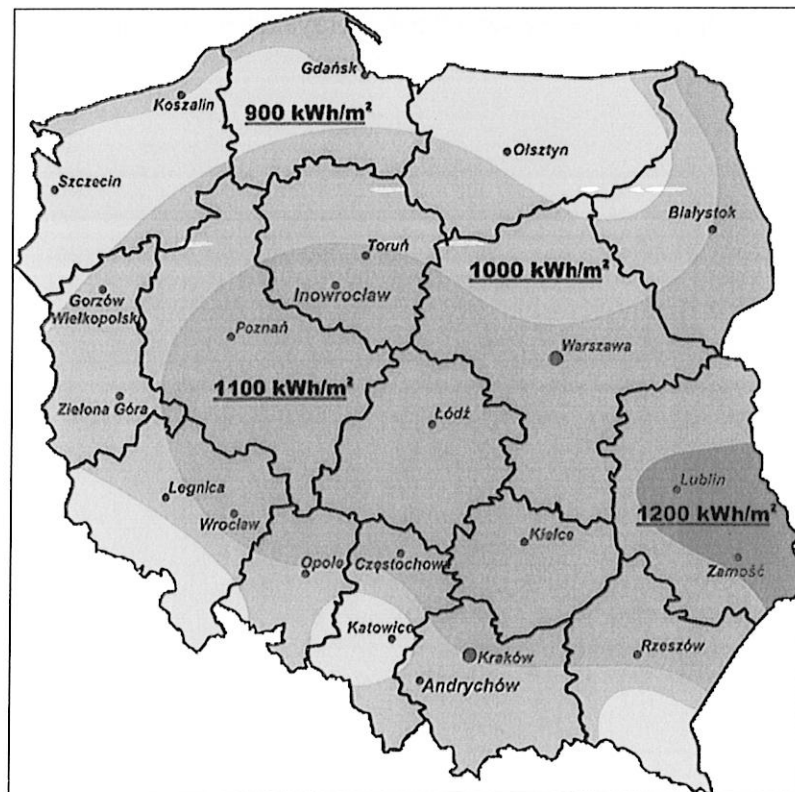 Gdańsk
Koszalin
900 kWh/m²
Olsztyn
Szczecin
Białystok
Toruń
1000 kWh/m²
Inowrocław
Gorzów
Wielkopolsk.
Poznań
Warszawa
1100 kWh/m²
Zielona Góra
Łódź
Legnica
Lublin
Wrocław
1200 kWh/m²
Kielce
Opole
Częstochowa
Zamość
Katowice
Kraków
Rzeszów
Andrychów